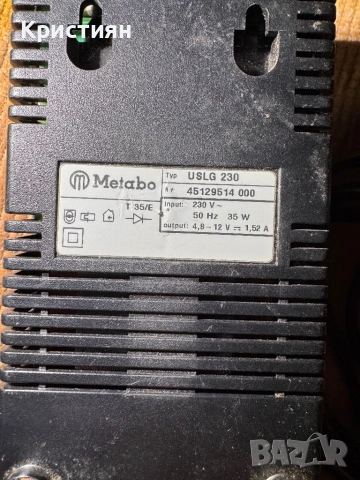 Кристиян
Metabo
Typ USLG 230
Nr 45129514 000
Input: 230 V ~
50 Hz 35 W
output: 4,8–12 V ⎓ 1,52 A
T 35/E
BAZAR